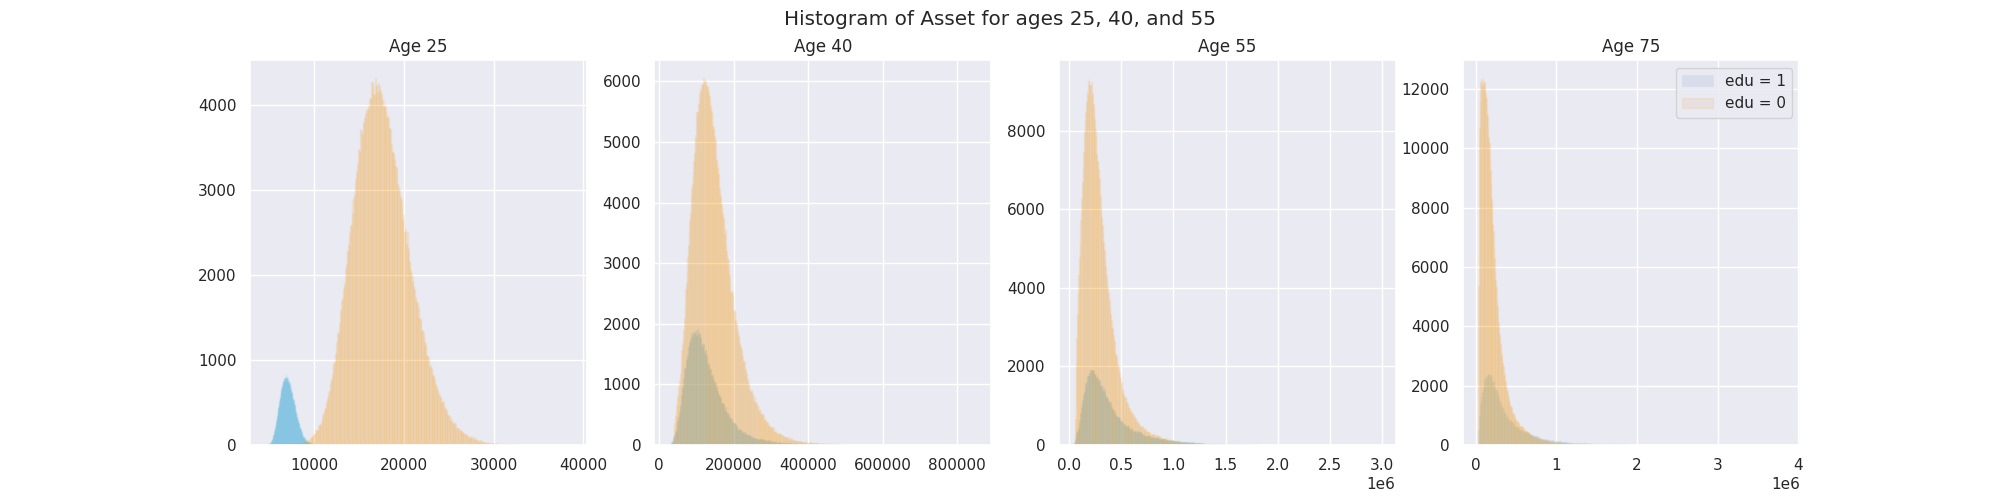 Histogram of Asset for ages 25, 40, and 55
Age 25
4000
3000
2000
1000
0
10000 20000 30000 40000
Age 40
6000
5000
4000
3000
2000
1000
0
0 200000 400000 600000 800000
Age 55
8000
6000
4000
2000
0
0.0 0.5 1.0 1.5 2.0 2.5 3.0
1e6
Age 75
edu = 1
edu = 0
12000
10000
8000
6000
4000
2000
0
0 1 2 3 4
1e6